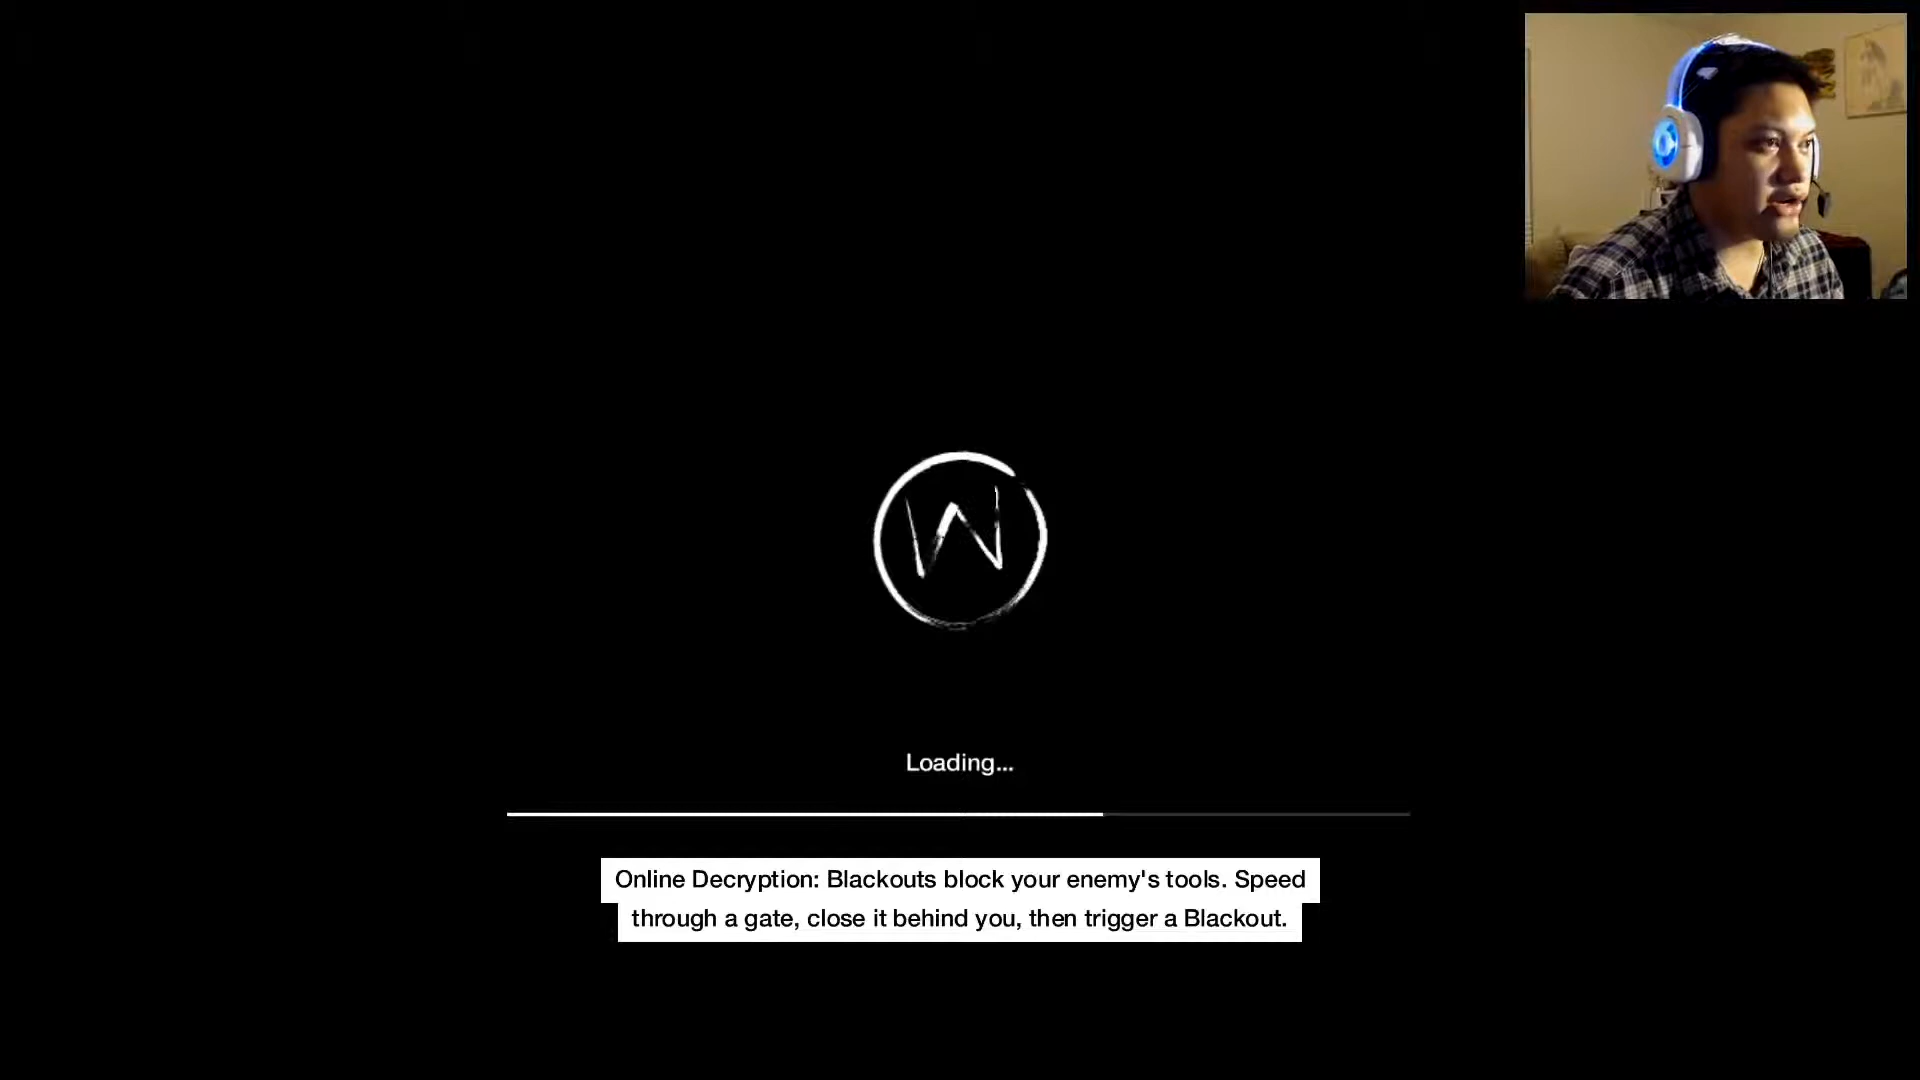 W
Loading...
Online Decryption: Blackouts block your enemy's tools. Speed
through a gate, close it behind you, then trigger a Blackout.